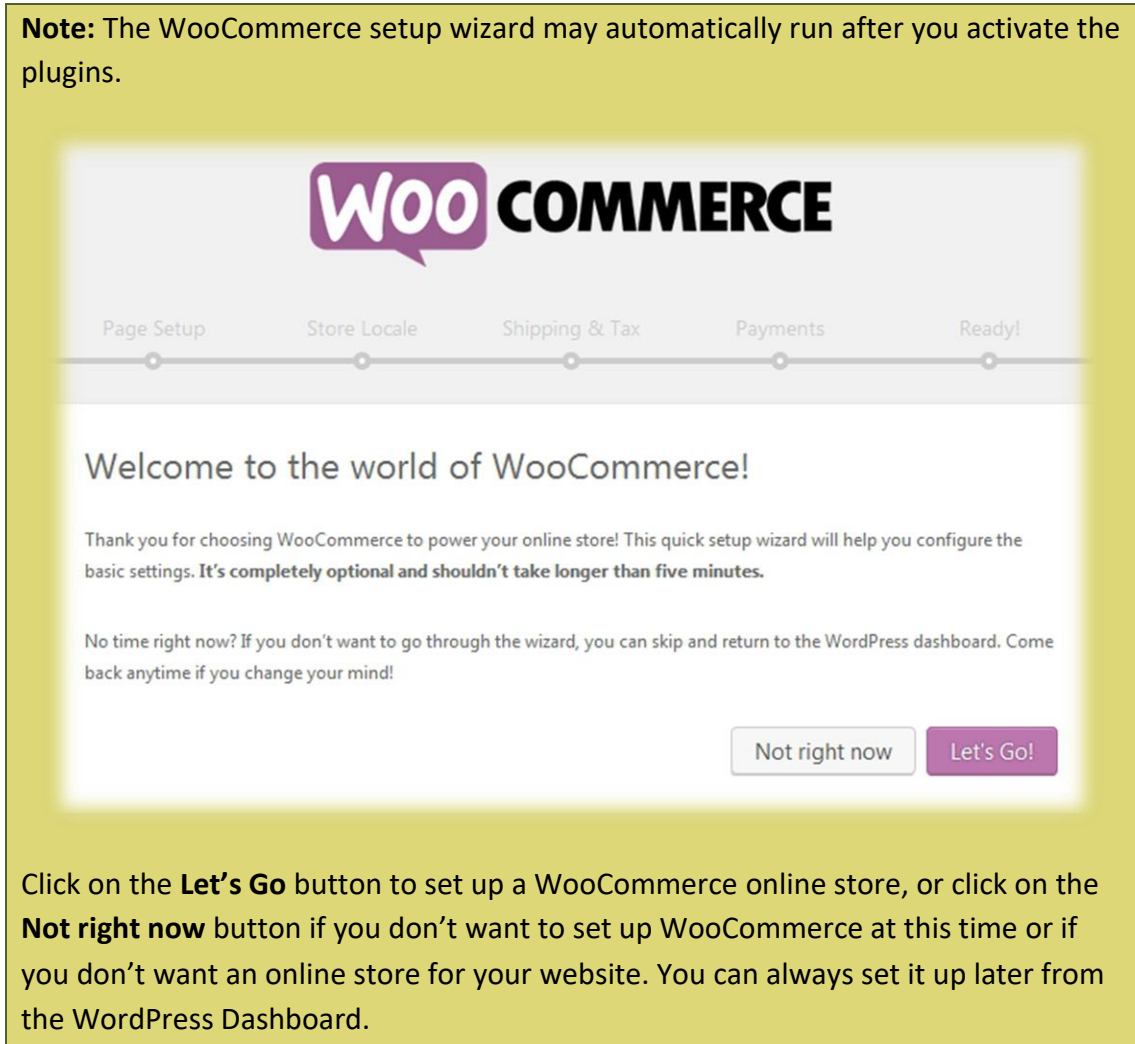 Note: The WooCommerce setup wizard may automatically run after you activate the
plugins.
WOO COMMERCE
Page Setup Store Locale Shipping & Tax Payments Ready!
Welcome to the world of WooCommerce!
Thank you for choosing WooCommerce to power your online store! This quick setup wizard will help you configure the
basic settings. It's completely optional and shouldn't take longer than five minutes.
No time right now? If you don't want to go through the wizard, you can skip and return to the WordPress dashboard. Come
back anytime if you change your mind!
Not right now Let's Go!
Click on the Let’s Go button to set up a WooCommerce online store, or click on the
Not right now button if you don’t want to set up WooCommerce at this time or if
you don’t want an online store for your website. You can always set it up later from
the WordPress Dashboard.